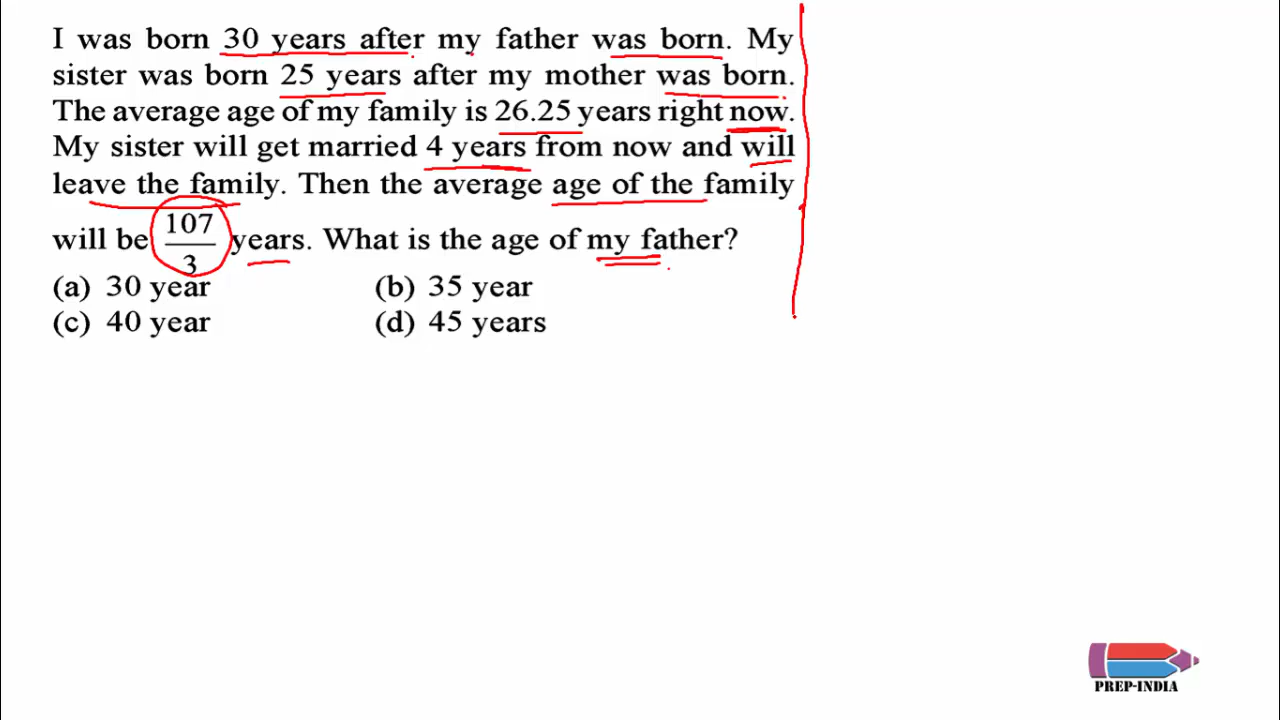 I was born 30 years after my father was born. My
sister was born 25 years after my mother was born.
The average age of my family is 26.25 years right now.
My sister will get married 4 years from now and will
leave the family. Then the average age of the family
will be 107/3 years. What is the age of my father?
(a) 30 year (b) 35 year
(c) 40 year (d) 45 years
PREP-INDIA